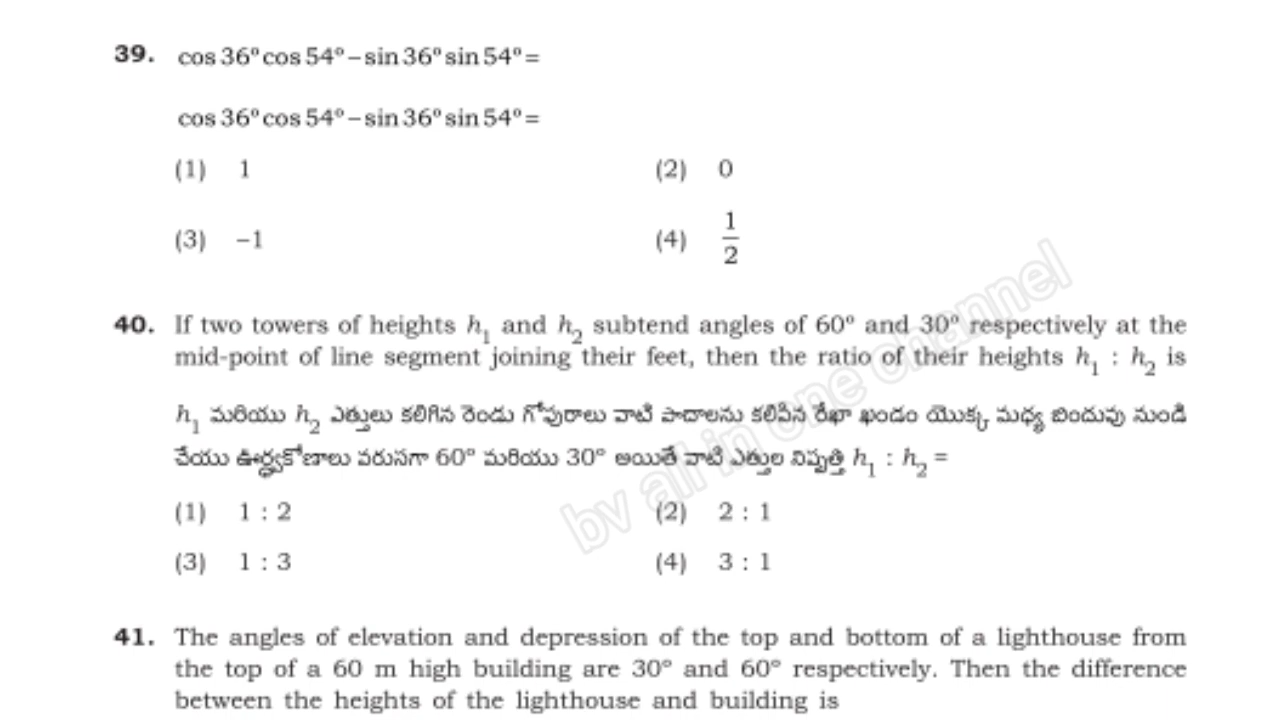 39. cos 36° cos 54° – sin 36° sin 54° =
cos 36° cos 54° – sin 36° sin 54° =
(1) 1 (2) 0
(3) –1 (4) 1/2
40. If two towers of heights h₁ and h₂ subtend angles of 60° and 30° respectively at the
mid-point of line segment joining their feet, then the ratio of their heights h₁ : h₂ is
h₁ మరియు h₂ ఎత్తులు కలిగిన రెండు గోపురాలు వాటి పాదాలను కలిపిన రేఖా ఖండం యొక్క మధ్య బిందువు నుండి
చేయు ఊర్ధ్వకోణాలు వరుసగా 60° మరియు 30° అయితే వాటి ఎత్తుల నిష్పత్తి h₁ : h₂ =
(1) 1 : 2 (2) 2 : 1
(3) 1 : 3 (4) 3 : 1
by all in one channel
41. The angles of elevation and depression of the top and bottom of a lighthouse from
the top of a 60 m high building are 30° and 60° respectively. Then the difference
between the heights of the lighthouse and building is